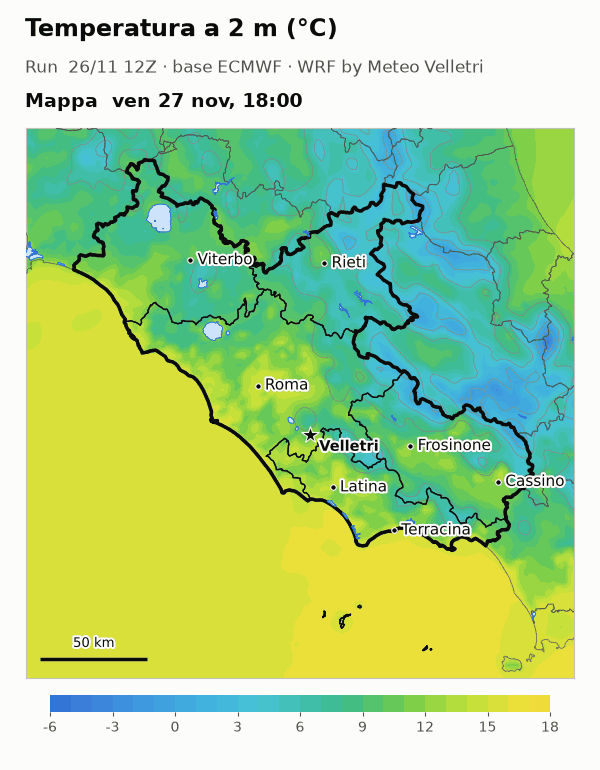 Temperatura a 2 m (°C)
Run  26/11 12Z · base ECMWF · WRF by Meteo Velletri
Mappa  ven 27 nov, 18:00
Viterbo
Rieti
Roma
Velletri
Frosinone
Cassino
Latina
Terracina
50 km
-6 -3 0 3 6 9 12 15 18